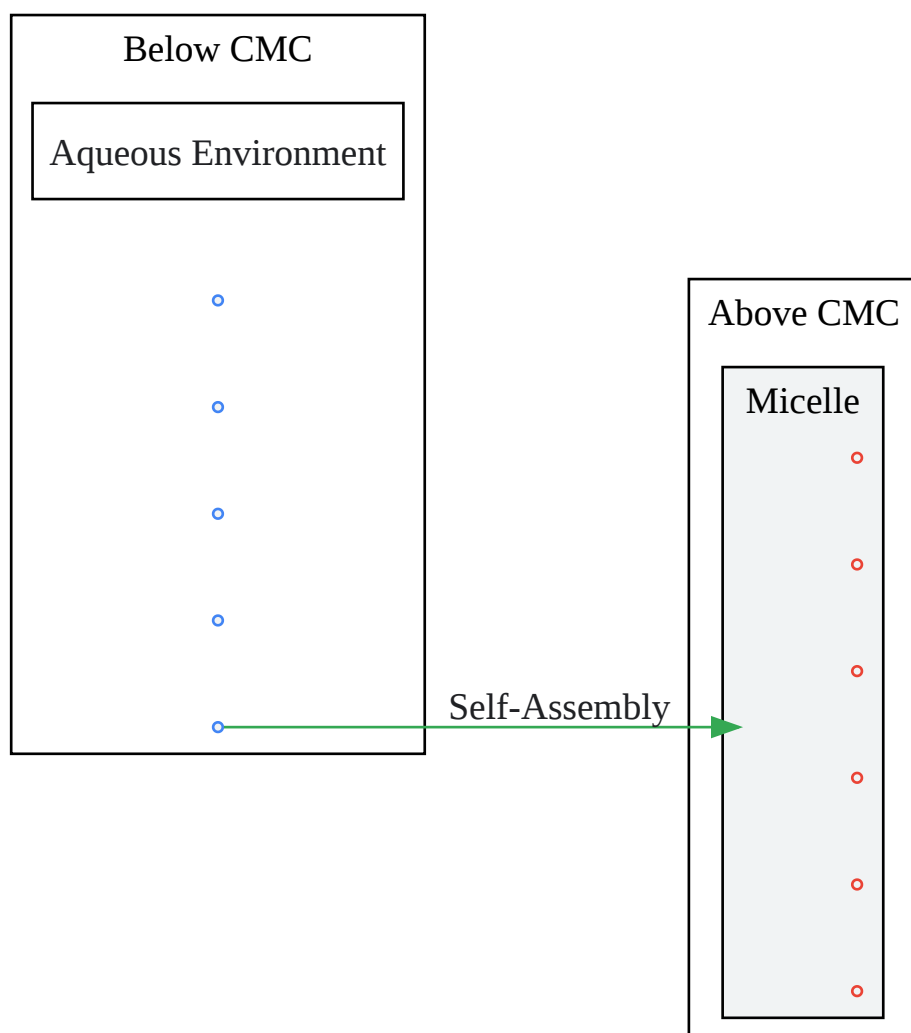 Below CMC
Aqueous Environment
Above CMC
Micelle
Self-Assembly